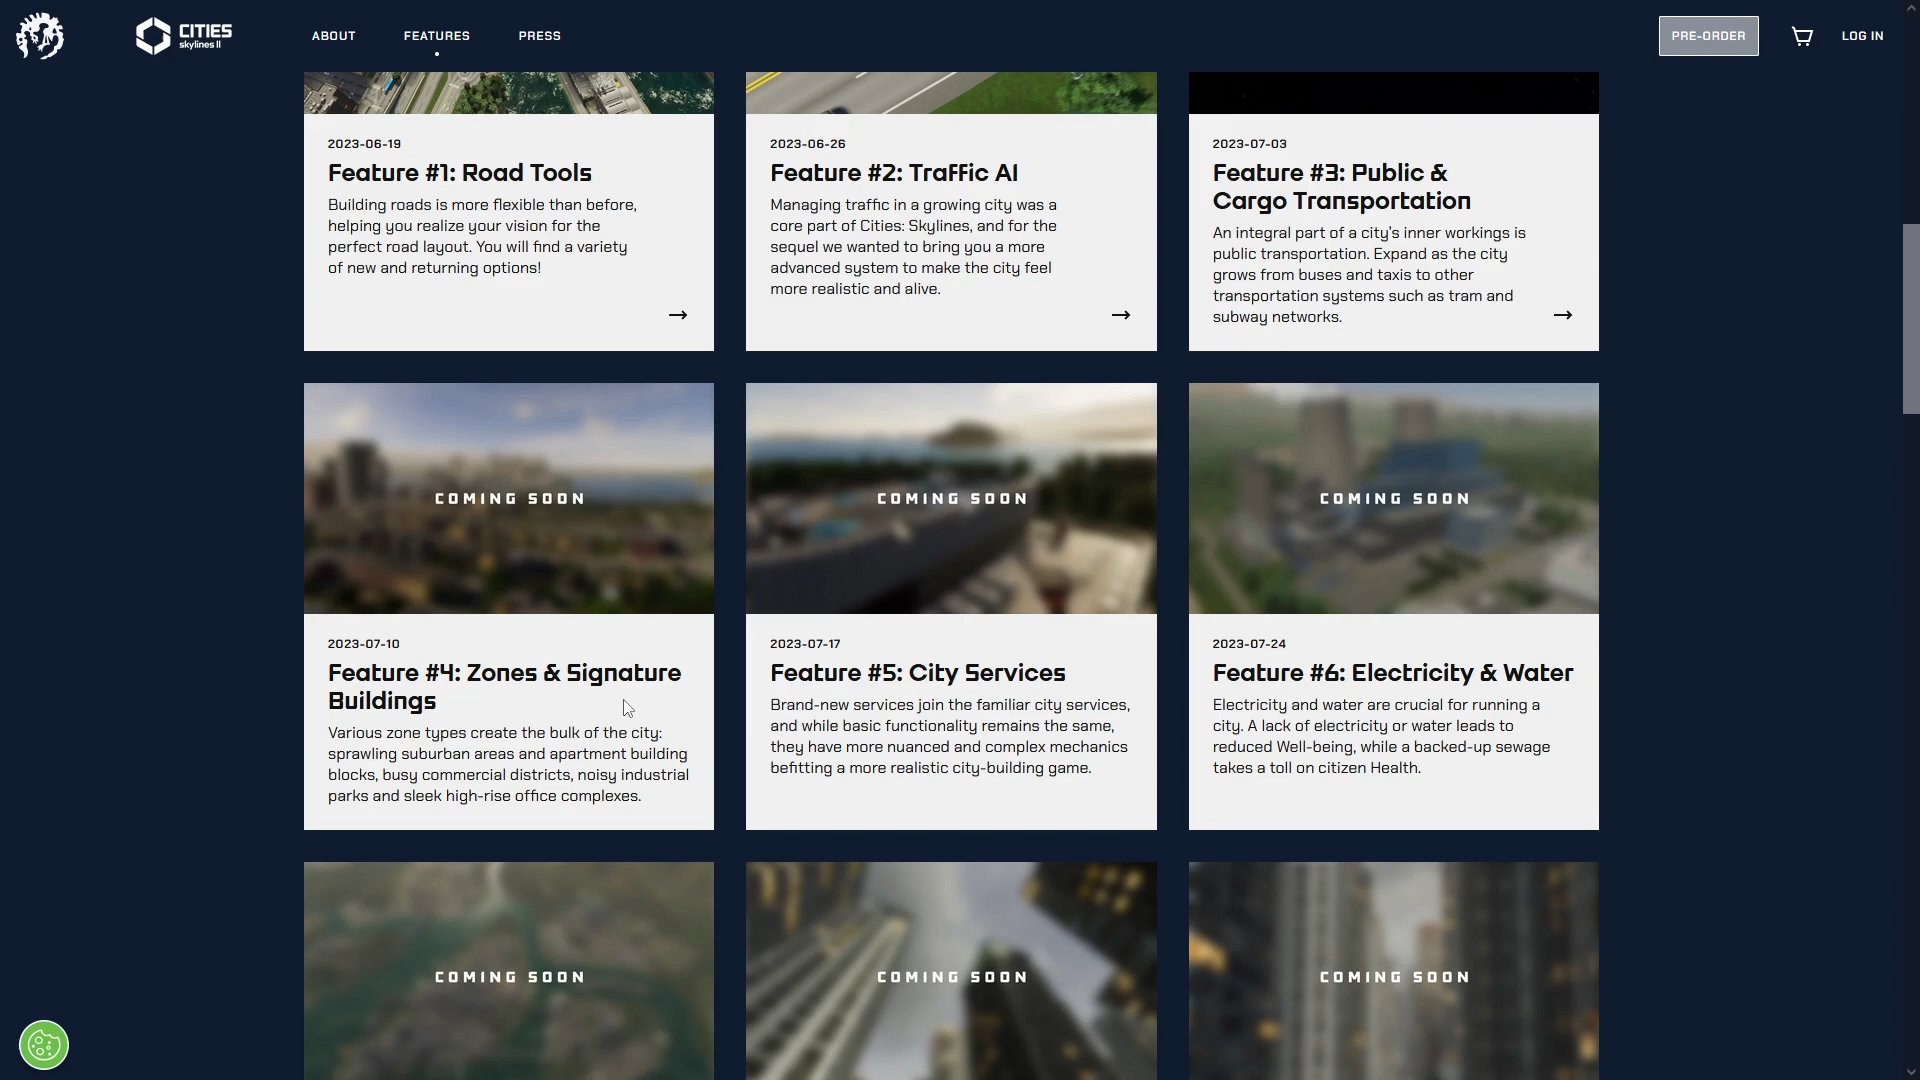 CITIES
skylines II
ABOUT
FEATURES
PRESS
PRE-ORDER
LOG IN
2023-06-19
Feature #1: Road Tools
Building roads is more flexible than before,
helping you realize your vision for the
perfect road layout. You will find a variety
of new and returning options!
2023-06-26
Feature #2: Traffic AI
Managing traffic in a growing city was a
core part of Cities: Skylines, and for the
sequel we wanted to bring you a more
advanced system to make the city feel
more realistic and alive.
2023-07-03
Feature #3: Public &
Cargo Transportation
An integral part of a city's inner workings is
public transportation. Expand as the city
grows from buses and taxis to other
transportation systems such as tram and
subway networks.
COMING SOON
2023-07-10
Feature #4: Zones & Signature
Buildings
Various zone types create the bulk of the city:
sprawling suburban areas and apartment building
blocks, busy commercial districts, noisy industrial
parks and sleek high-rise office complexes.
COMING SOON
2023-07-17
Feature #5: City Services
Brand-new services join the familiar city services,
and while basic functionality remains the same,
they have more nuanced and complex mechanics
befitting a more realistic city-building game.
COMING SOON
2023-07-24
Feature #6: Electricity & Water
Electricity and water are crucial for running a
city. A lack of electricity or water leads to
reduced Well-being, while a backed-up sewage
takes a toll on citizen Health.
COMING SOON
COMING SOON
COMING SOON